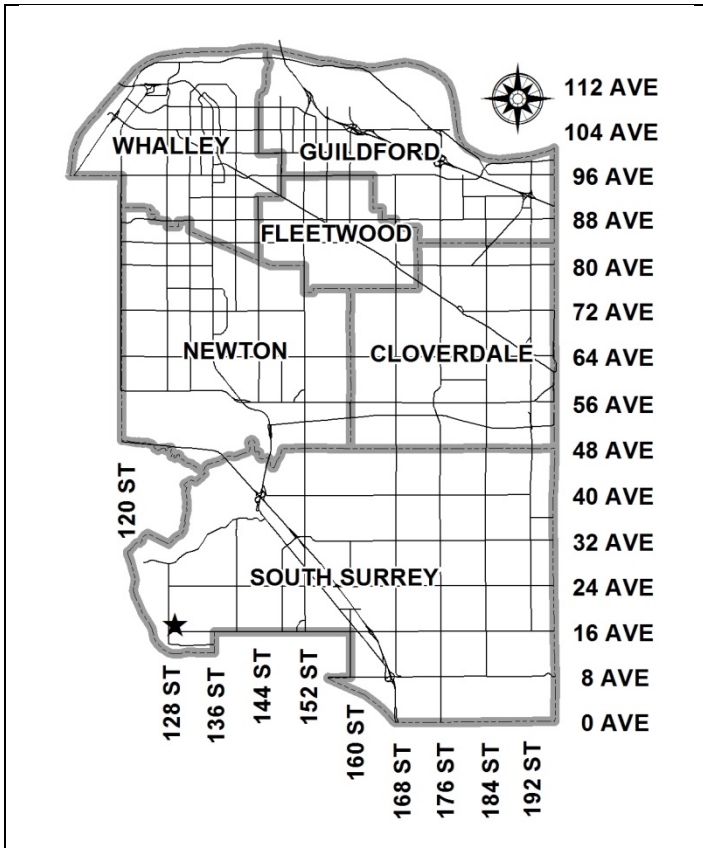 112 AVE
104 AVE
WHALLEY
GUILDFORD
96 AVE
88 AVE
FLEETWOOD
80 AVE
72 AVE
NEWTON
CLOVERDALE
64 AVE
56 AVE
48 AVE
120 ST
40 AVE
32 AVE
SOUTH SURREY
24 AVE
16 AVE
128 ST
136 ST
144 ST
152 ST
160 ST
8 AVE
0 AVE
168 ST
176 ST
184 ST
192 ST